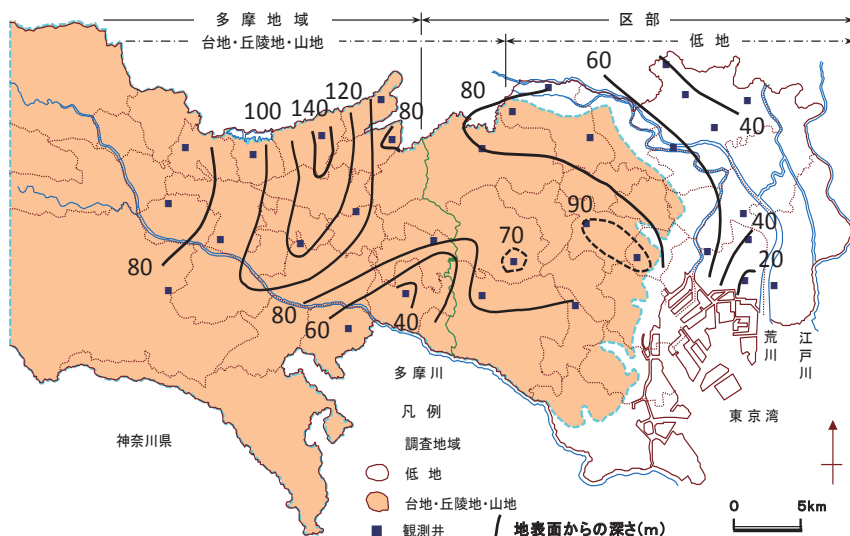 多摩地域
区部
台地・丘陵地・山地
低地
60
120
80
100
140
80
40
90
40
70
20
80
80
60
40
多摩川
荒川
江戸川
東京湾
神奈川県
凡例
調査地域
低地
台地・丘陵地・山地
観測井
地表面からの深さ(m)
0
5km